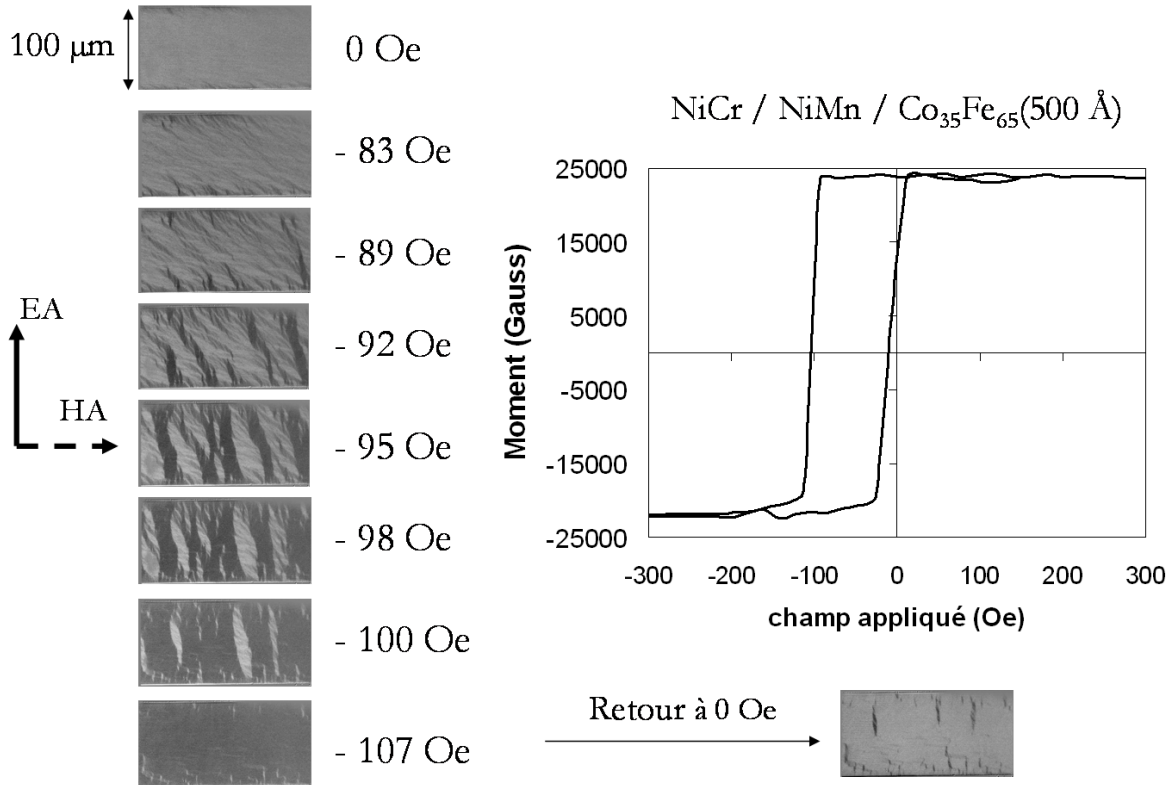 100 µm
0 Oe
- 83 Oe
- 89 Oe
- 92 Oe
- 95 Oe
- 98 Oe
- 100 Oe
- 107 Oe
EA
HA
NiCr / NiMn / Co₃₅Fe₆₅(500 Å)
Moment (Gauss)
25000
15000
5000
-5000
-15000
-25000
-300 -200 -100 0 100 200 300
champ appliqué (Oe)
Retour à 0 Oe